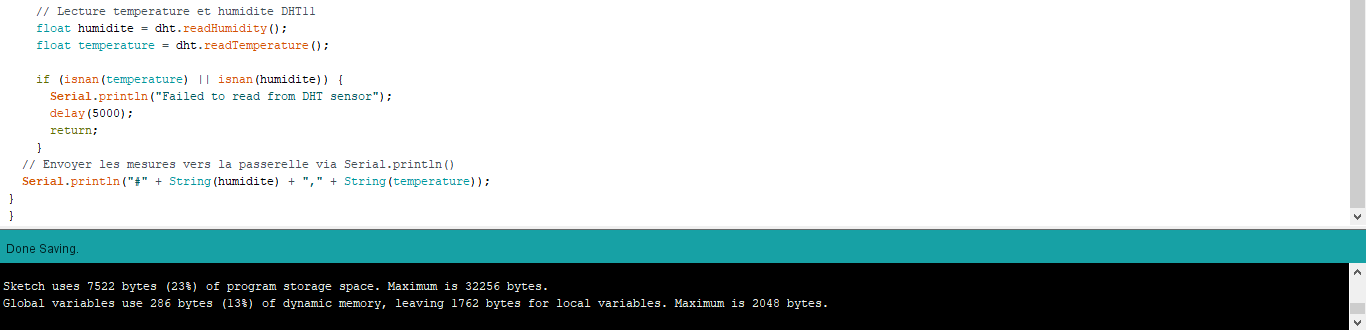 // Lecture temperature et humidite DHT11
float humidite = dht.readHumidity();
float temperature = dht.readTemperature();
if (isnan(temperature) || isnan(humidite)) {
Serial.println("Failed to read from DHT sensor");
delay(5000);
return;
}
// Envoyer les mesures vers la passerelle via Serial.println()
Serial.println("#" + String(humidite) + "," + String(temperature));
}
}
Done Saving.
Sketch uses 7522 bytes (23%) of program storage space. Maximum is 32256 bytes.
Global variables use 286 bytes (13%) of dynamic memory, leaving 1762 bytes for local variables. Maximum is 2048 bytes.